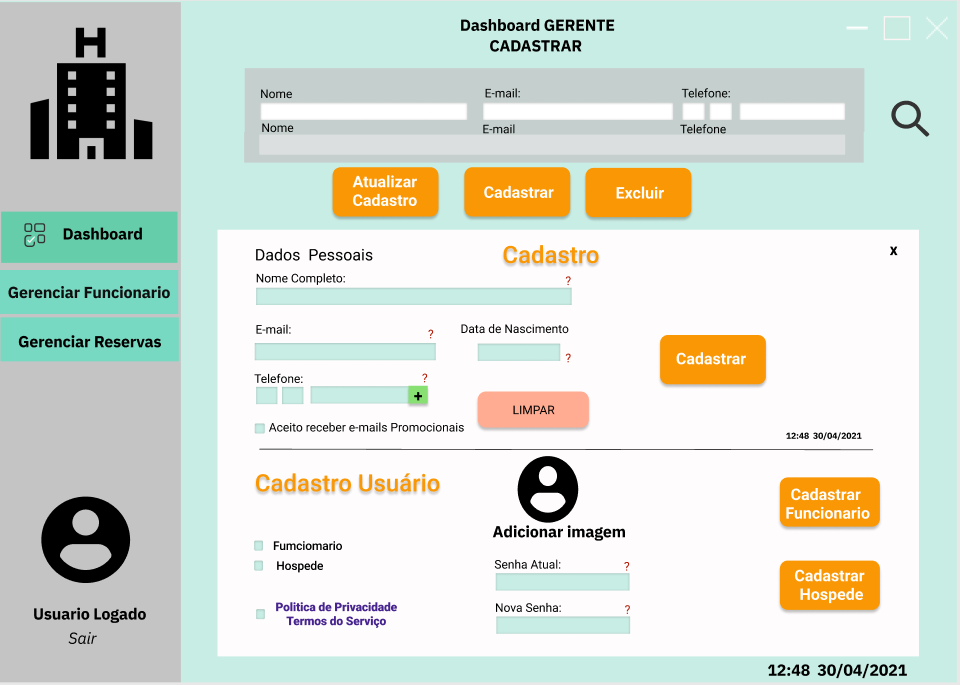 H
Dashboard
Gerenciar Funcionario
Gerenciar Reservas
Usuario Logado
Sair
Dashboard GERENTE
CADASTRAR
Nome E-mail: Telefone:
Nome E-mail Telefone
Atualizar
Cadastro
Cadastrar
Excluir
Dados Pessoais
Cadastro
x
Nome Completo: ?
E-mail: ?
Data de Nascimento
?
Cadastrar
Telefone: ?
+
LIMPAR
Aceito receber e-mails Promocionais
12:48 30/04/2021
Cadastro Usuário
Adicionar imagem
Cadastrar
Funcionario
Fumciomario
Hospede
Senha Atual: ?
Cadastrar
Hospede
Politica de Privacidade
Termos do Serviço
Nova Senha: ?
12:48 30/04/2021